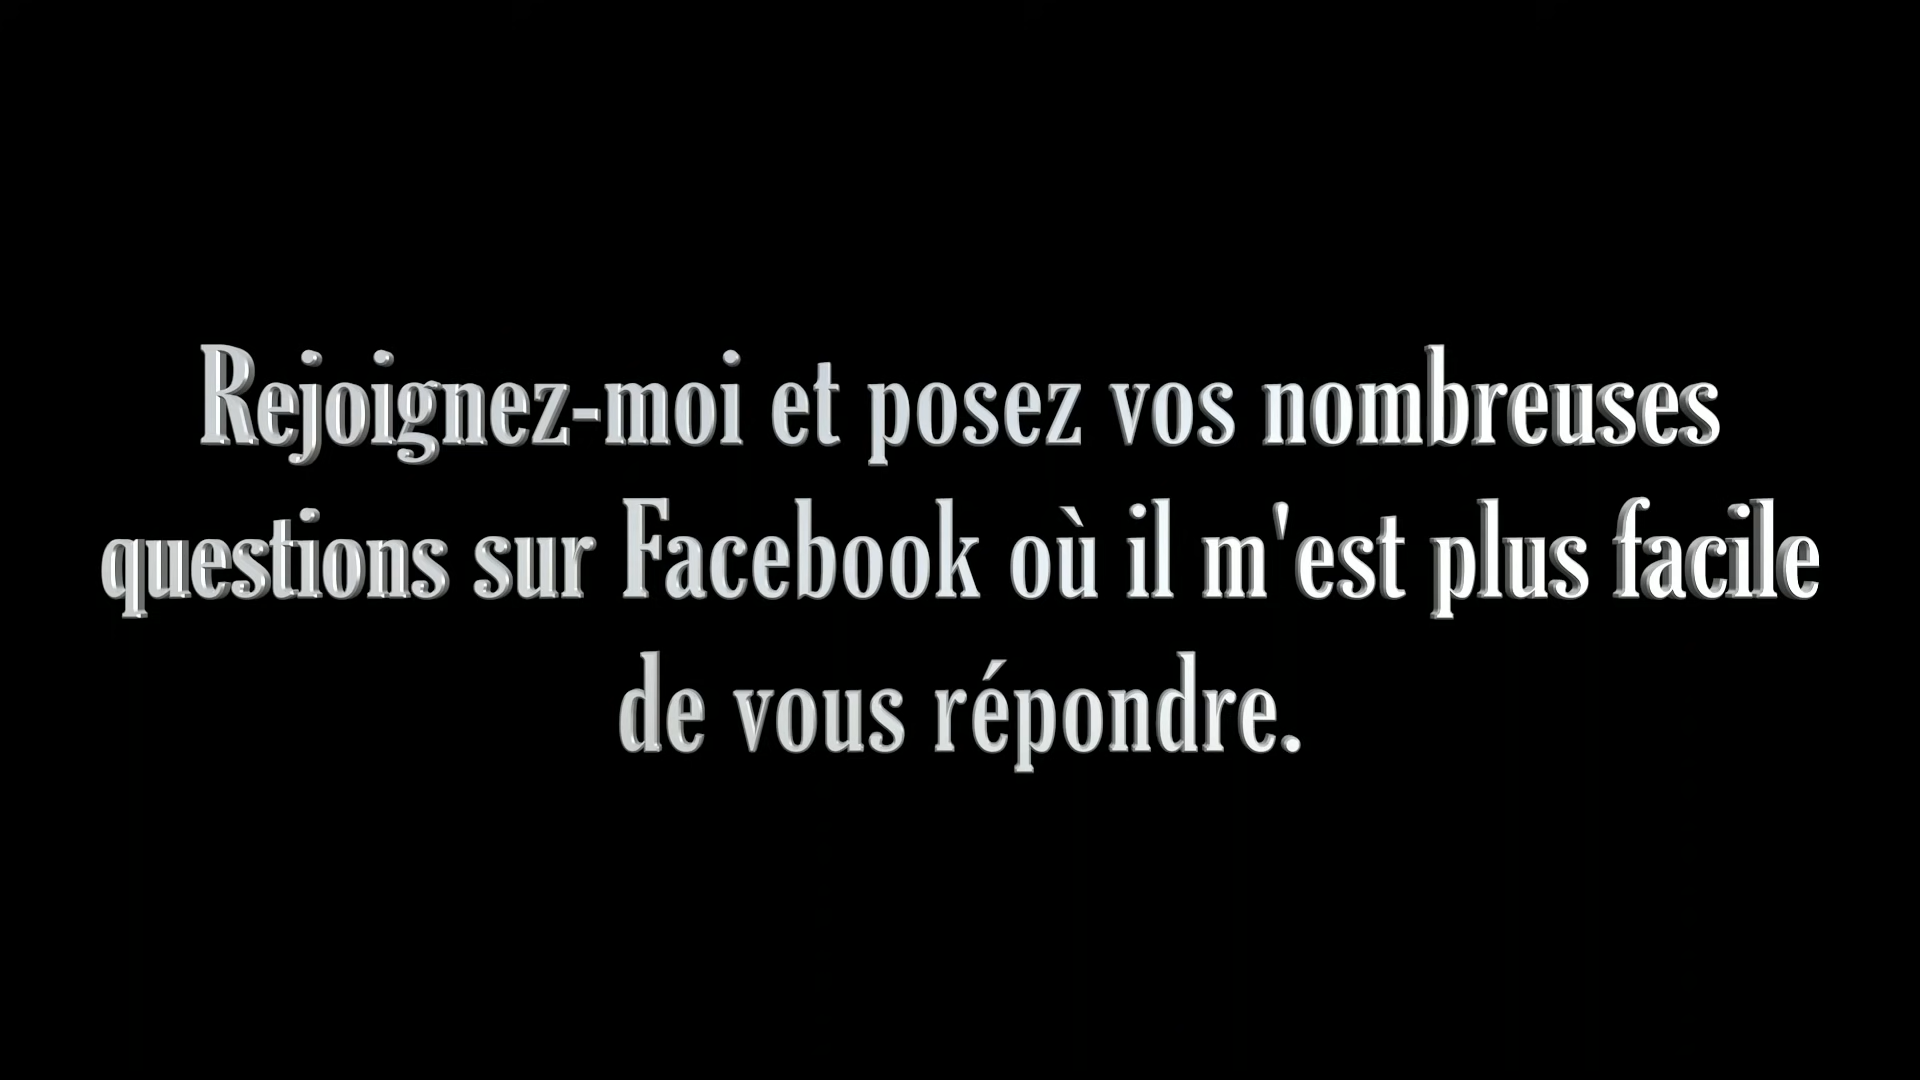 Rejoignez-moi et posez vos nombreuses
questions sur Facebook où il m'est plus facile
de vous répondre.